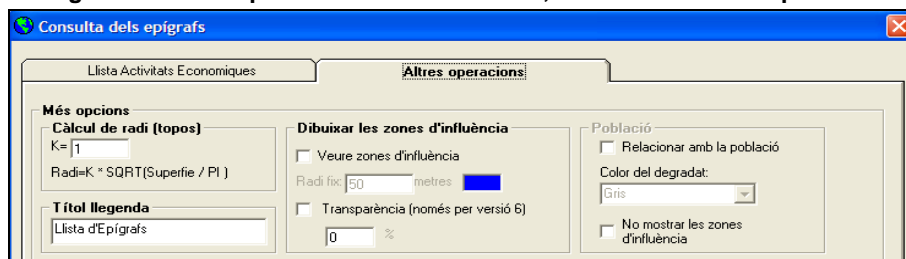 Consulta dels epígrafs
Llista Activitats Economiques
Altres operacions
Més opcions
Càlcul de radi (topos)
K= 1
Radi=K * SQRT(Superfie / PI )
Títol llegenda
Llista d'Epígrafs
Dibuixar les zones d'influència
Veure zones d'influència
Radi fix: 50 metres
Transparència (només per versió 6)
0 %
Població
Relacionar amb la població
Color del degradat:
Gris
No mostrar les zones
d'influència